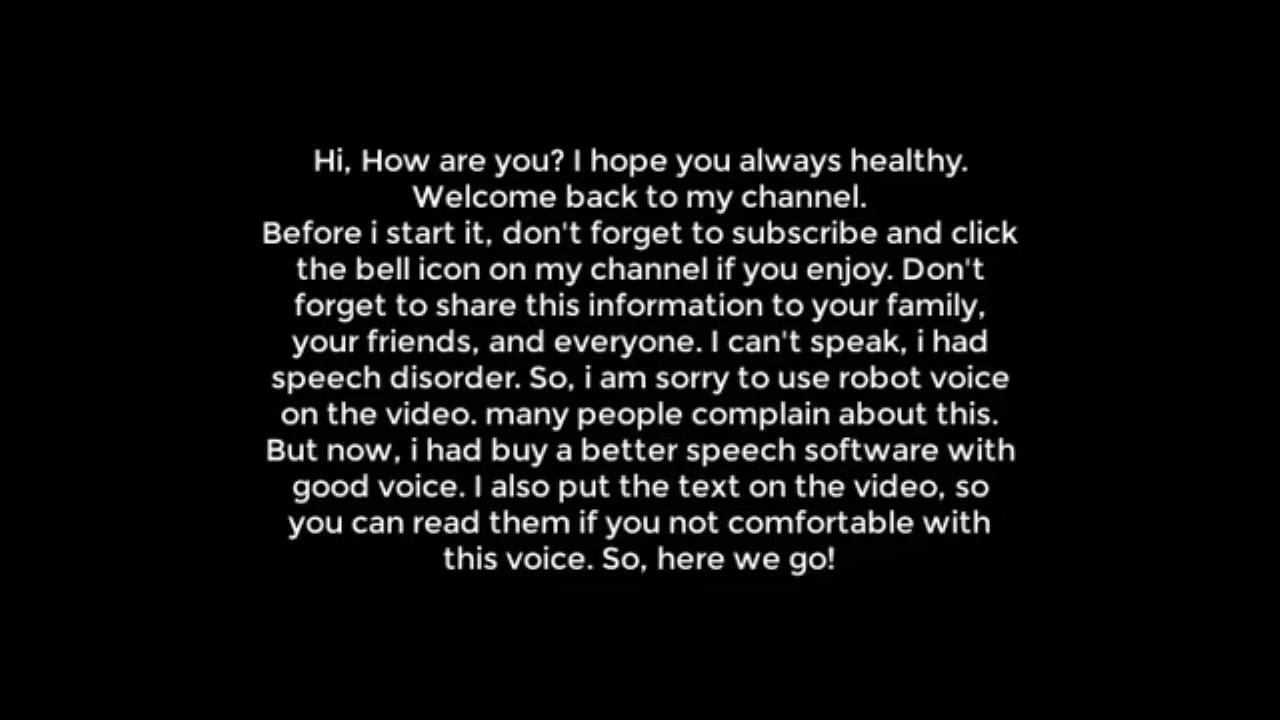 Hi, How are you? I hope you always healthy.
Welcome back to my channel.
Before i start it, don't forget to subscribe and click
the bell icon on my channel if you enjoy. Don't
forget to share this information to your family,
your friends, and everyone. I can't speak, i had
speech disorder. So, i am sorry to use robot voice
on the video. many people complain about this.
But now, i had buy a better speech software with
good voice. I also put the text on the video, so
you can read them if you not comfortable with
this voice. So, here we go!